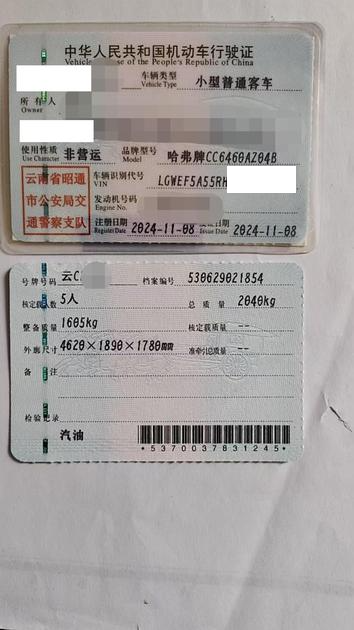 中华人民共和国机动车行驶证
Vehicle se of the People's Republic of China
车辆类型 小型普通客车
Vehicle Type
所有人
Owner
使用性质 非营运 品牌型号 哈弗牌CC6460AZ04B
Use Character Model
云南省昭通 车辆识别代号 LGWEF5A55RH
市公安局交 VIN
通警察支队 发动机号码
Engine No.
注册日期 2024-11-08 发证日期 2024-11-08
Register Date Issue Date
号牌号码 云C 档案编号 530629021854
核定载人数 5人 总质量 2040kg
整备质量 1605kg 核定载质量 --
外廓尺寸 4620×1890×1780mm 准牵引总质量 --
备注
检验记录
汽油
*5370037831245*